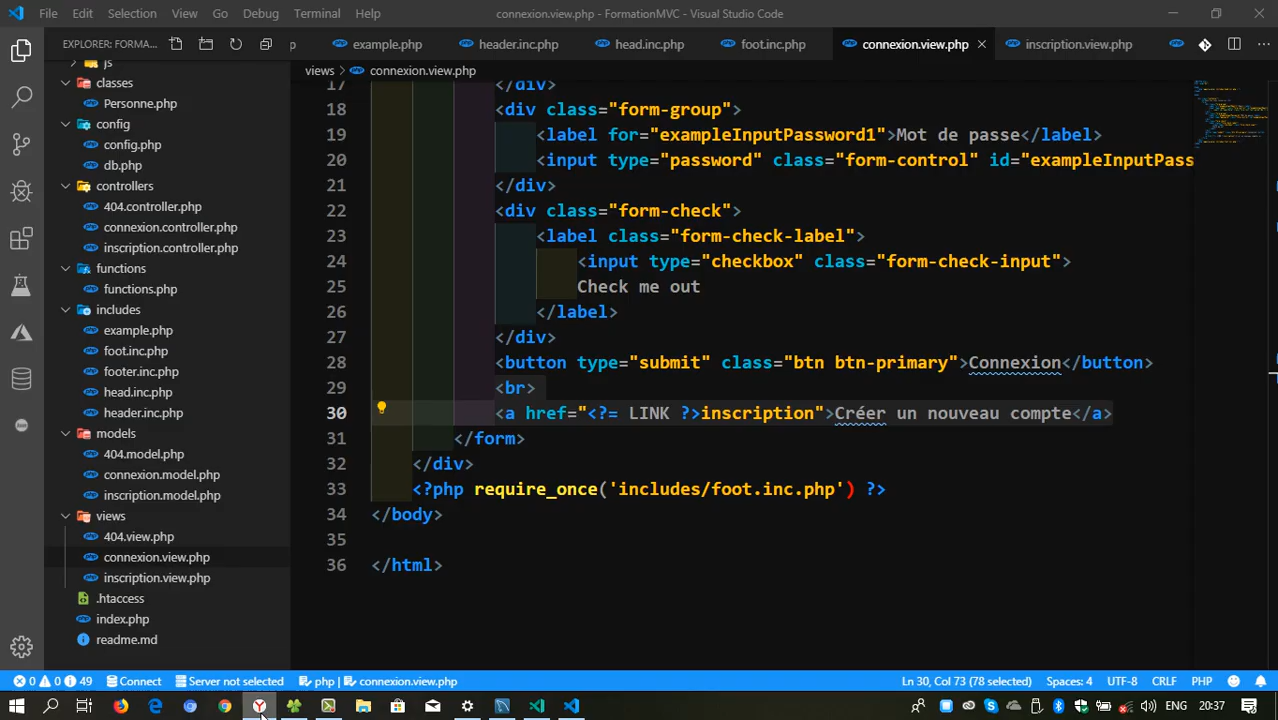 File Edit Selection View Go Debug Terminal Help connexion.view.php - FormationMVC - Visual Studio Code
EXPLORER: FORMA...
example.php header.inc.php head.inc.php foot.inc.php connexion.view.php inscription.view.php
views > connexion.view.php
js
classes
Personne.php
config
config.php
db.php
controllers
404.controller.php
connexion.controller.php
inscription.controller.php
functions
functions.php
includes
example.php
foot.inc.php
footer.inc.php
head.inc.php
header.inc.php
models
404.model.php
connexion.model.php
inscription.model.php
views
404.view.php
connexion.view.php
inscription.view.php
.htaccess
index.php
readme.md
17 </div>
18 <div class="form-group">
19 <label for="exampleInputPassword1">Mot de passe</label>
20 <input type="password" class="form-control" id="exampleInputPass
21 </div>
22 <div class="form-check">
23 <label class="form-check-label">
24 <input type="checkbox" class="form-check-input">
25 Check me out
26 </label>
27 </div>
28 <button type="submit" class="btn btn-primary">Connexion</button>
29 <br>
30 <a href="<?= LINK ?>inscription">Créer un nouveau compte</a>
31 </form>
32 </div>
33 <?php require_once('includes/foot.inc.php') ?>
34 </body>
35
36 </html>
0 0 49 Connect Server not selected php | connexion.view.php Ln 30, Col 73 (78 selected) Spaces: 4 UTF-8 CRLF PHP
ENG 20:37